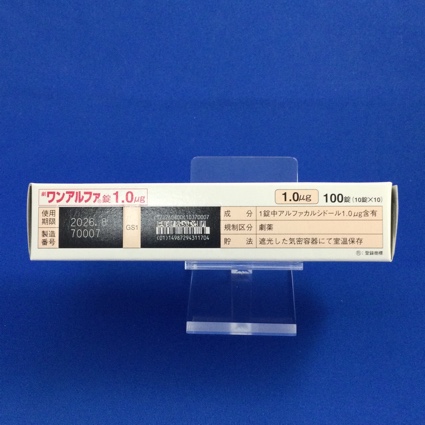 劇 ワンアルファ®錠 1.0μg
1.0μg 100錠 (10錠×10)
使用期限 2026.8
製造番号 70007
GS1
(01)14987294311704
成分 1錠中アルファカルシドール1.0μg含有
規制区分 劇薬
貯法 遮光した気密容器にて室温保存
®:登録商標